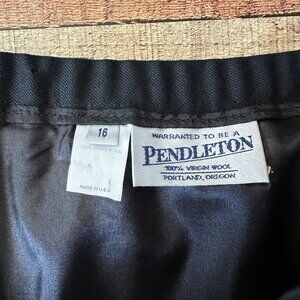 16
MADE IN U.S.A.
WARRANTED TO BE A
PENDLETON
100% VIRGIN WOOL
PORTLAND, OREGON